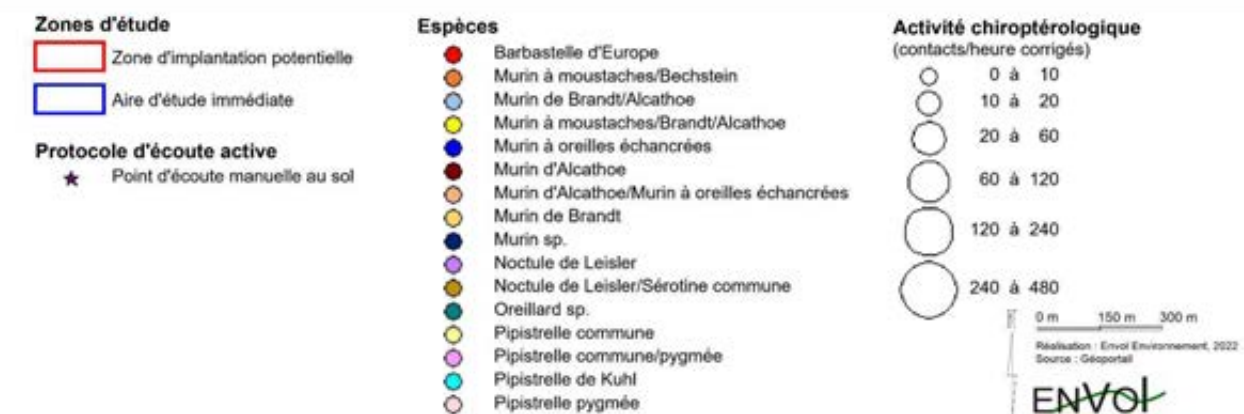 Zones d'étude
Zone d'implantation potentielle
Aire d'étude immédiate
Protocole d'écoute active
Point d'écoute manuelle au sol
Espèces
Barbastelle d'Europe
Murin à moustaches/Bechstein
Murin de Brandt/Alcathoe
Murin à moustaches/Brandt/Alcathoe
Murin à oreilles échancrées
Murin d'Alcathoe
Murin d'Alcathoe/Murin à oreilles échancrées
Murin de Brandt
Murin sp.
Noctule de Leisler
Noctule de Leisler/Sérotine commune
Oreillard sp.
Pipistrelle commune
Pipistrelle commune/pygmée
Pipistrelle de Kuhl
Pipistrelle pygmée
Activité chiroptérologique
(contacts/heure corrigés)
0 à 10
10 à 20
20 à 60
60 à 120
120 à 240
240 à 480
0 m 150 m 300 m
Réalisation : Envol Environnement, 2022
Source : Géoportail
ENVOL